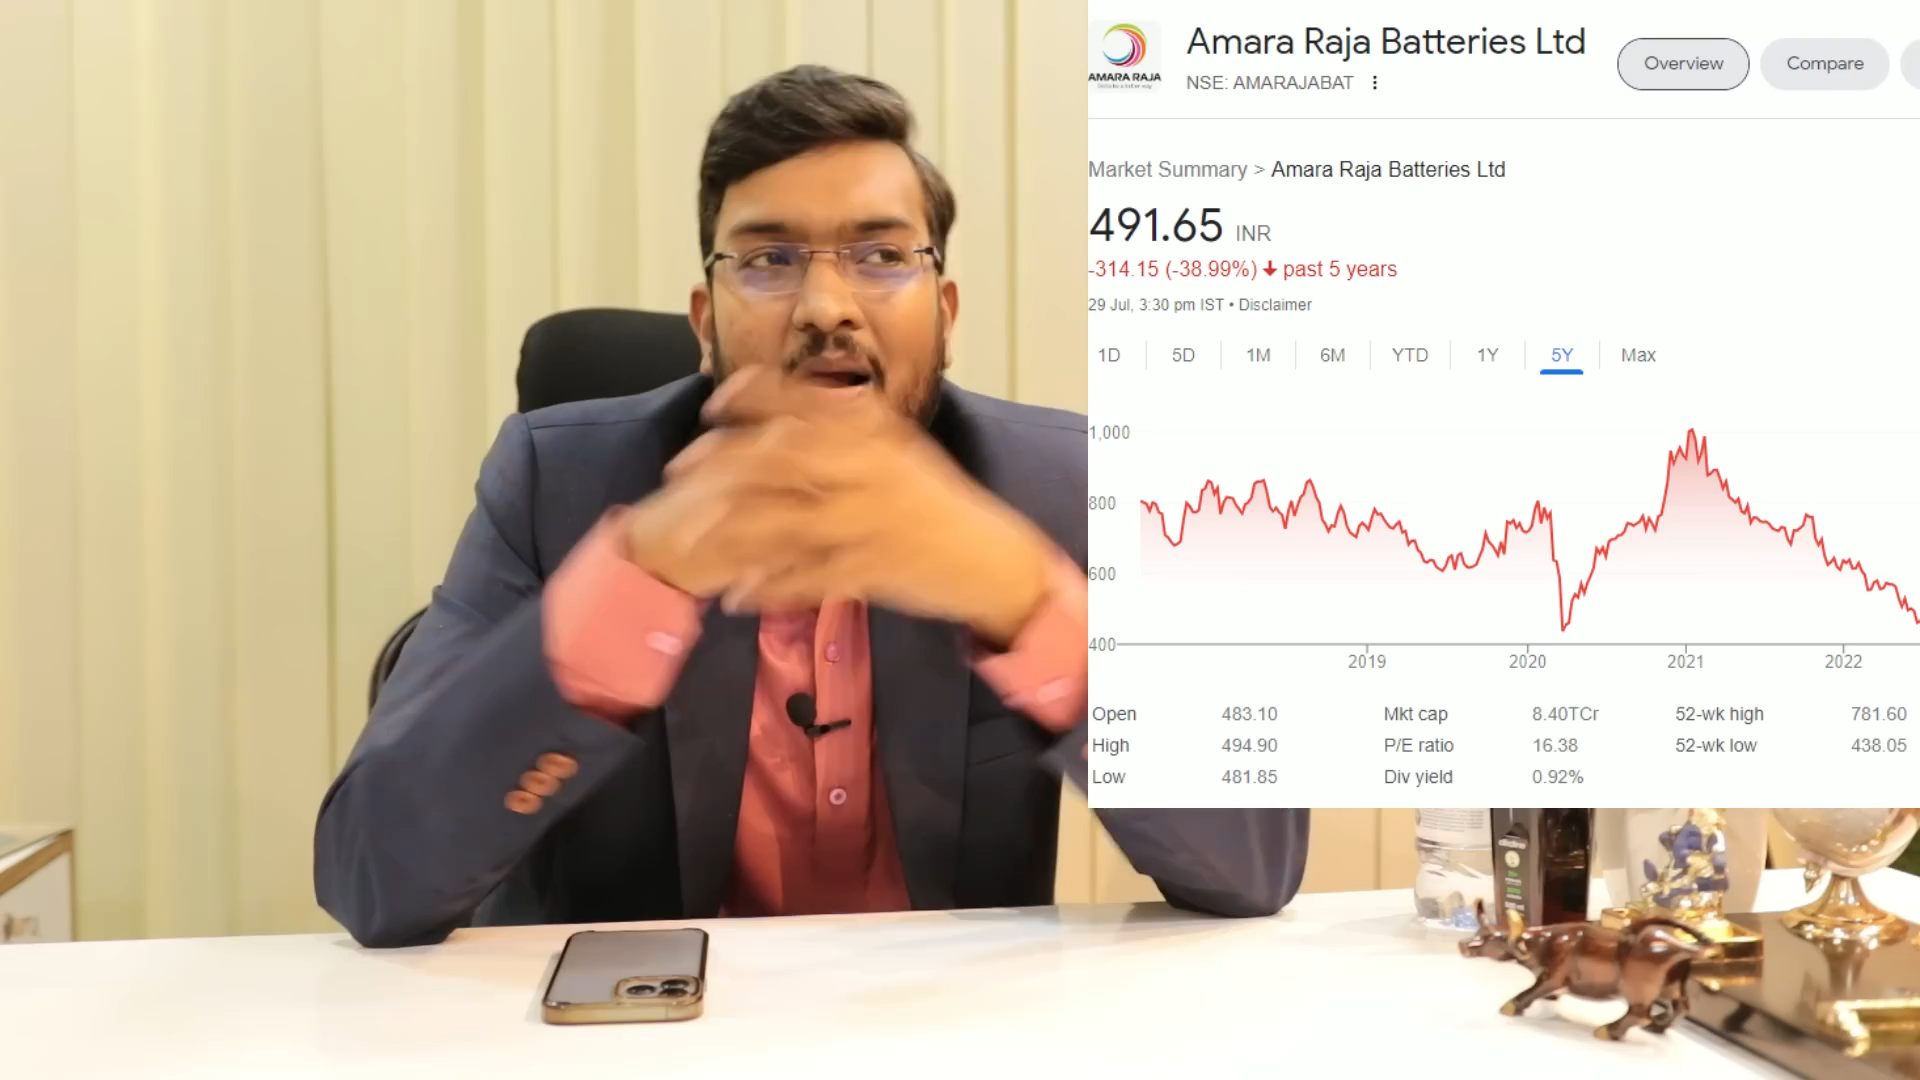 Amara Raja Batteries Ltd
NSE: AMARAJABAT
AMARA RAJA
Overview
Compare
Market Summary > Amara Raja Batteries Ltd
491.65 INR
-314.15 (-38.99%) ↓ past 5 years
29 Jul, 3:30 pm IST • Disclaimer
1D 5D 1M 6M YTD 1Y 5Y Max
1,000
800
600
400
2019 2020 2021 2022
Open 483.10 Mkt cap 8.40TCr 52-wk high 781.60
High 494.90 P/E ratio 16.38 52-wk low 438.05
Low 481.85 Div yield 0.92%